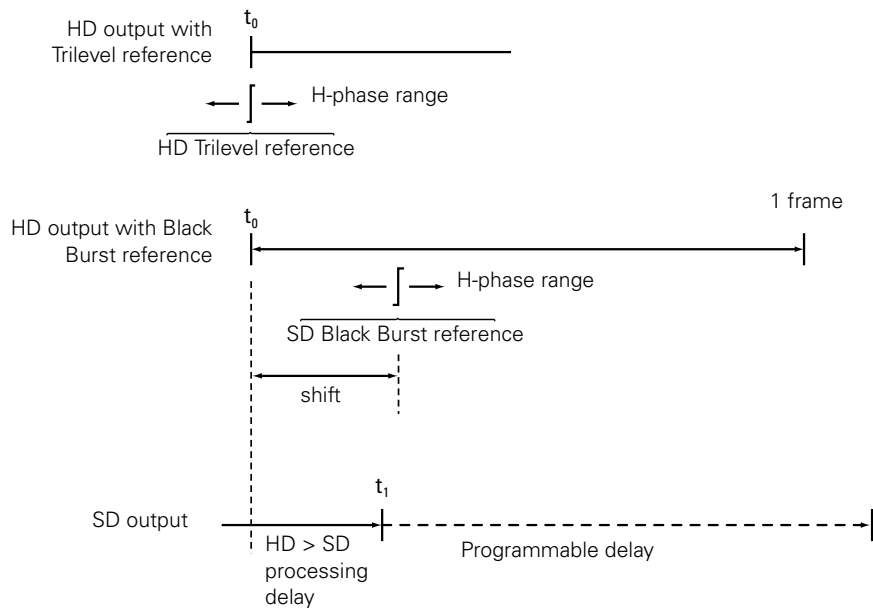 HD output with
Trilevel reference
t0
H-phase range
HD Trilevel reference
1 frame
HD output with Black
Burst reference
t0
H-phase range
SD Black Burst reference
shift
SD output
t1
HD > SD
processing
delay
Programmable delay